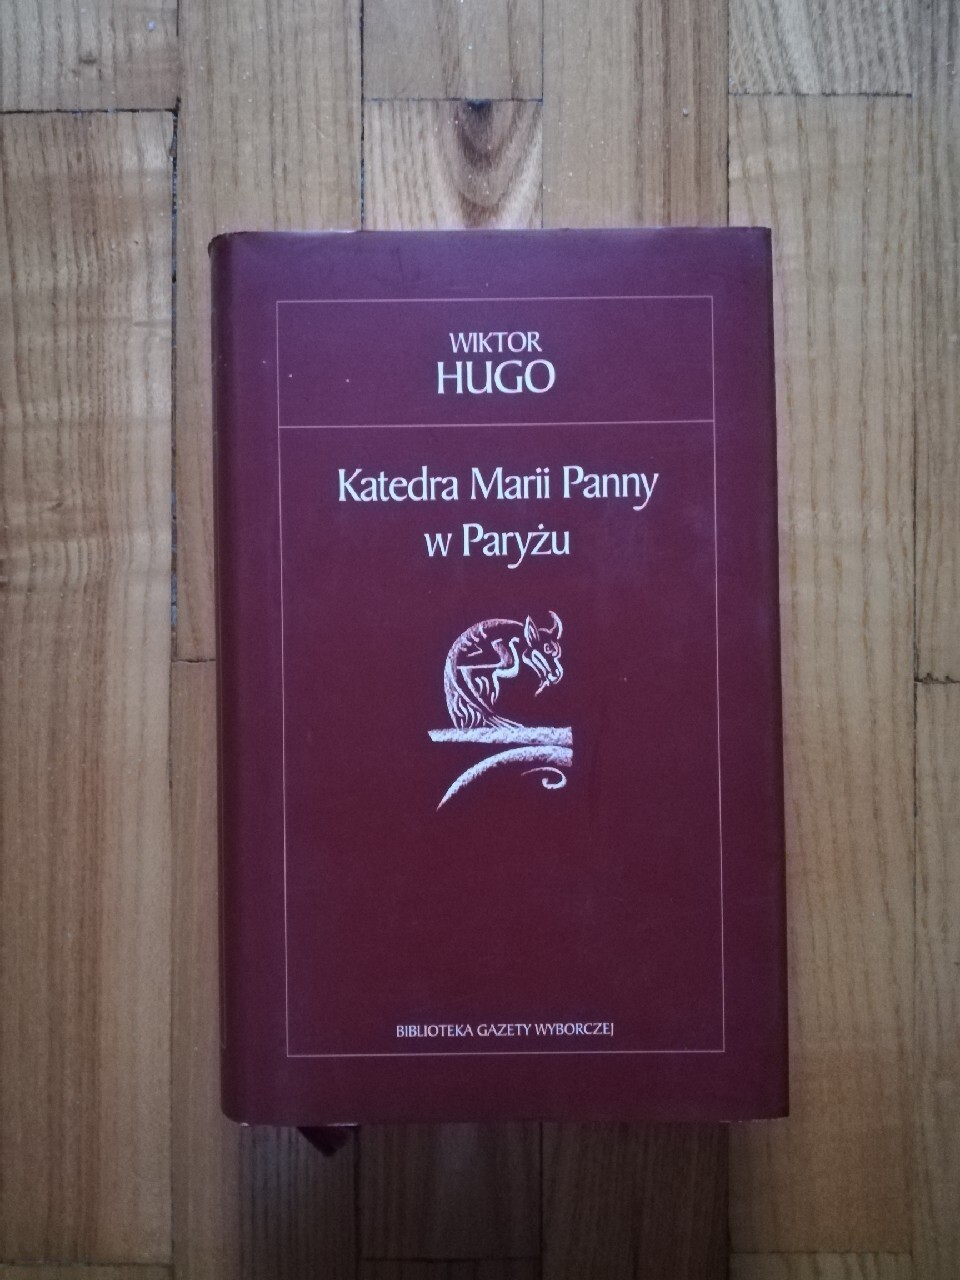 WIKTOR
HUGO
Katedra Marii Panny
w Paryżu
BIBLIOTEKA GAZETY WYBORCZEJ